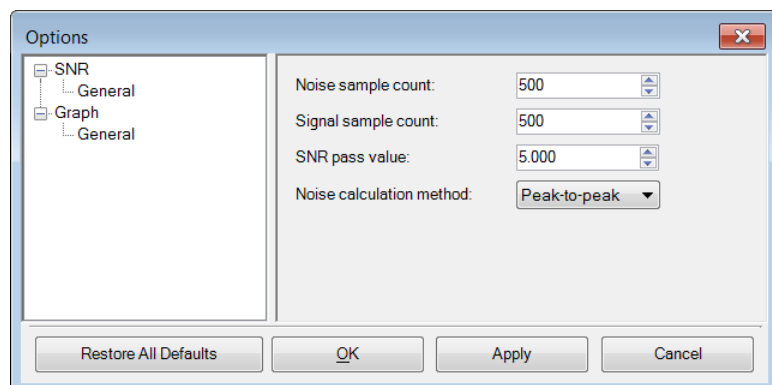 Options
SNR
General
Graph
General
Noise sample count: 500
Signal sample count: 500
SNR pass value: 5.000
Noise calculation method: Peak-to-peak
Restore All Defaults OK Apply Cancel